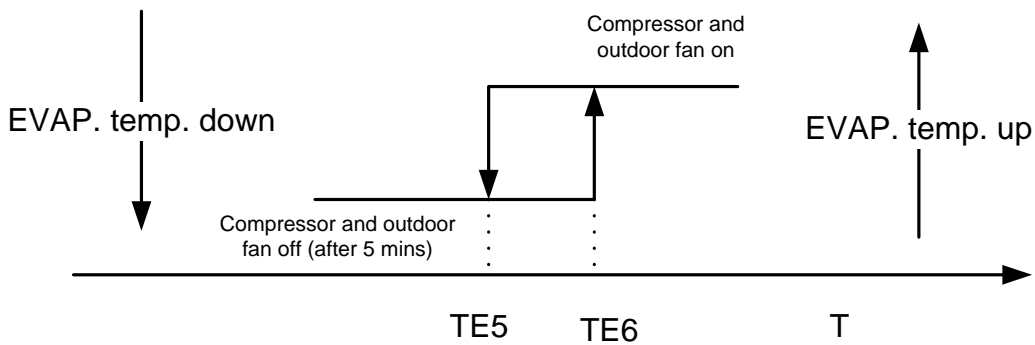 Compressor and
outdoor fan on
EVAP. temp. down
EVAP. temp. up
Compressor and outdoor
fan off (after 5 mins)
TE5
TE6
T